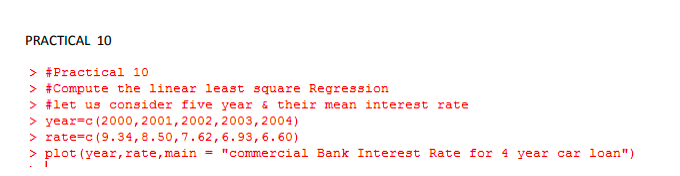 PRACTICAL 10
> #Practical 10
> #Compute the linear least square Regression
> #let us consider five year & their mean interest rate
> year=c(2000,2001,2002,2003,2004)
> rate=c(9.34,8.50,7.62,6.93,6.60)
> plot(year,rate,main = "commercial Bank Interest Rate for 4 year car loan")